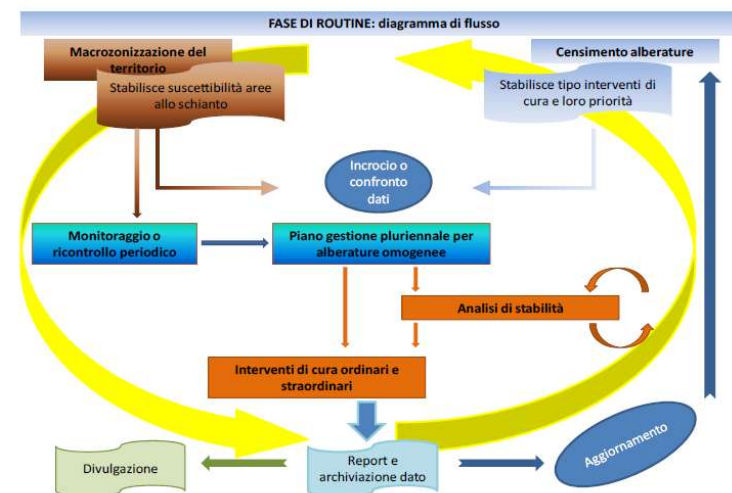 FASE DI ROUTINE: diagramma di flusso
Macrozonizzazione del
territorio
Stabilisce suscettibilità aree
allo schianto
Censimento alberature
Stabilisce tipo interventi di
cura e loro priorità
Incrocio o
confronto
dati
Monitoraggio o
ricontrollo periodico
Piano gestione pluriennale per
alberature omogenee
Analisi di stabilità
Interventi di cura ordinari e
straordinari
Divulgazione
Report e
archiviazione dato
Aggiornamento